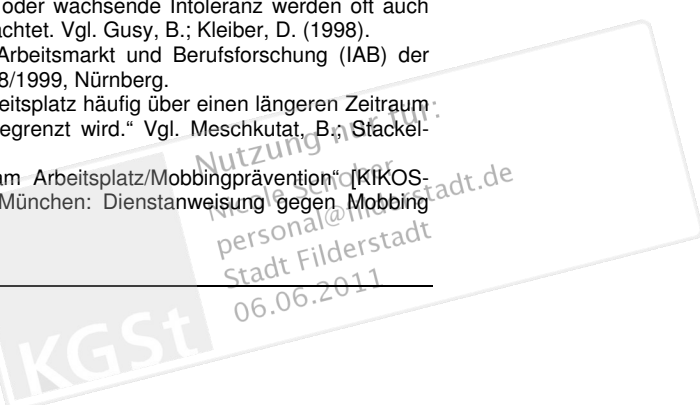 oder wachsende Intoleranz werden oft auch
achtet. Vgl. Gusy, B.; Kleiber, D. (1998).
Arbeitsmarkt und Berufsforschung (IAB) der
8/1999, Nürnberg.
eitsplatz häufig über einen längeren Zeitraum
egrenzt wird.“ Vgl. Meschkutat, B.; Stackel-
am Arbeitsplatz/Mobbingprävention“ [KIKOS-
München: Dienstanweisung gegen Mobbing
Nutzung nur für:
personal@filderstadt.de
Stadt Filderstadt
06.06.2011
KGSt